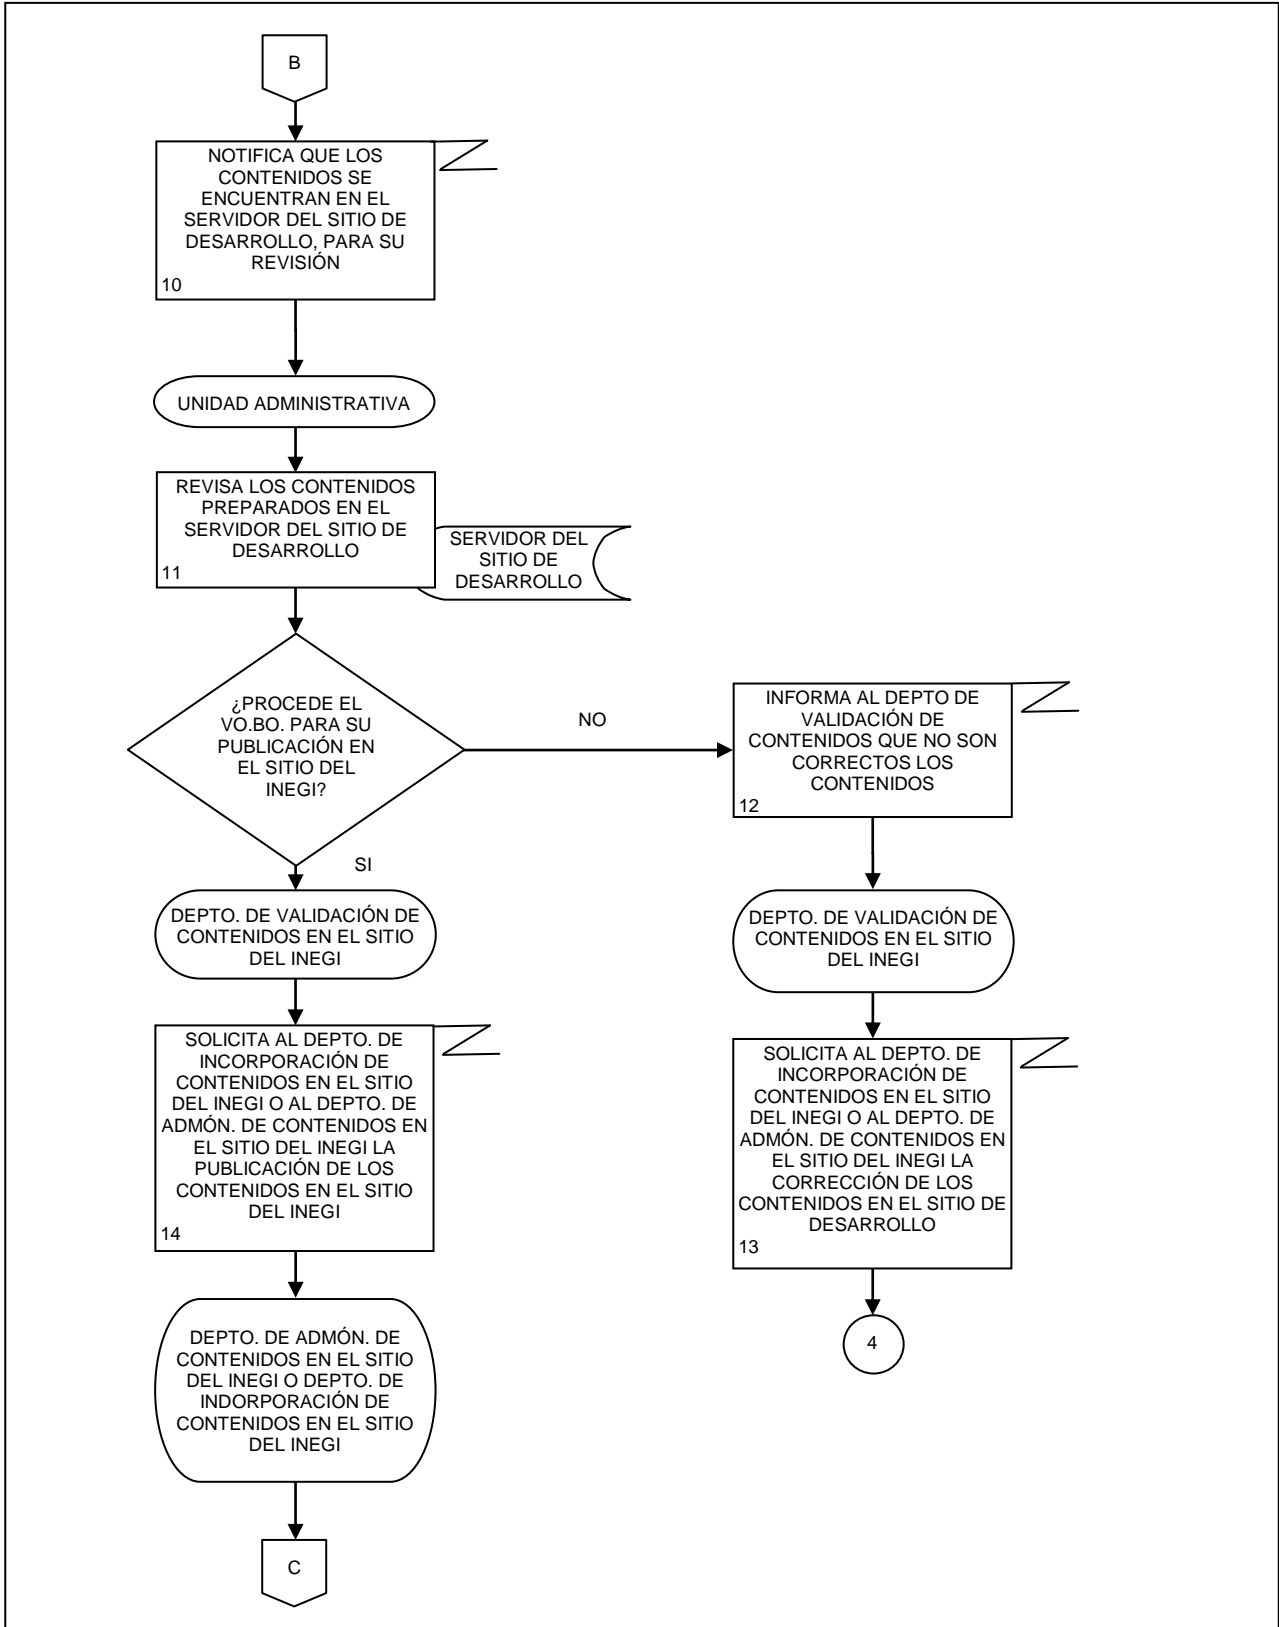 B
NOTIFICA QUE LOS
CONTENIDOS SE
ENCUENTRAN EN EL
SERVIDOR DEL SITIO DE
DESARROLLO, PARA SU
REVISIÓN
10
UNIDAD ADMINISTRATIVA
REVISA LOS CONTENIDOS
PREPARADOS EN EL
SERVIDOR DEL SITIO DE
DESARROLLO
11
SERVIDOR DEL
SITIO DE
DESARROLLO
¿PROCEDE EL
VO.BO. PARA SU
PUBLICACIÓN EN
EL SITIO DEL
INEGI?
NO
INFORMA AL DEPTO DE
VALIDACIÓN DE
CONTENIDOS QUE NO SON
CORRECTOS LOS
CONTENIDOS
12
SI
DEPTO. DE VALIDACIÓN DE
CONTENIDOS EN EL SITIO
DEL INEGI
DEPTO. DE VALIDACIÓN DE
CONTENIDOS EN EL SITIO
DEL INEGI
SOLICITA AL DEPTO. DE
INCORPORACIÓN DE
CONTENIDOS EN EL SITIO
DEL INEGI O AL DEPTO. DE
ADMÓN. DE CONTENIDOS EN
EL SITIO DEL INEGI LA
PUBLICACIÓN DE LOS
CONTENIDOS EN EL SITIO
DEL INEGI
14
SOLICITA AL DEPTO. DE
INCORPORACIÓN DE
CONTENIDOS EN EL SITIO
DEL INEGI O AL DEPTO. DE
ADMÓN. DE CONTENIDOS EN
EL SITIO DEL INEGI LA
CORRECCIÓN DE LOS
CONTENIDOS EN EL SITIO DE
DESARROLLO
13
DEPTO. DE ADMÓN. DE
CONTENIDOS EN EL SITIO
DEL INEGI O DEPTO. DE
INDORPORACIÓN DE
CONTENIDOS EN EL SITIO
DEL INEGI
4
C